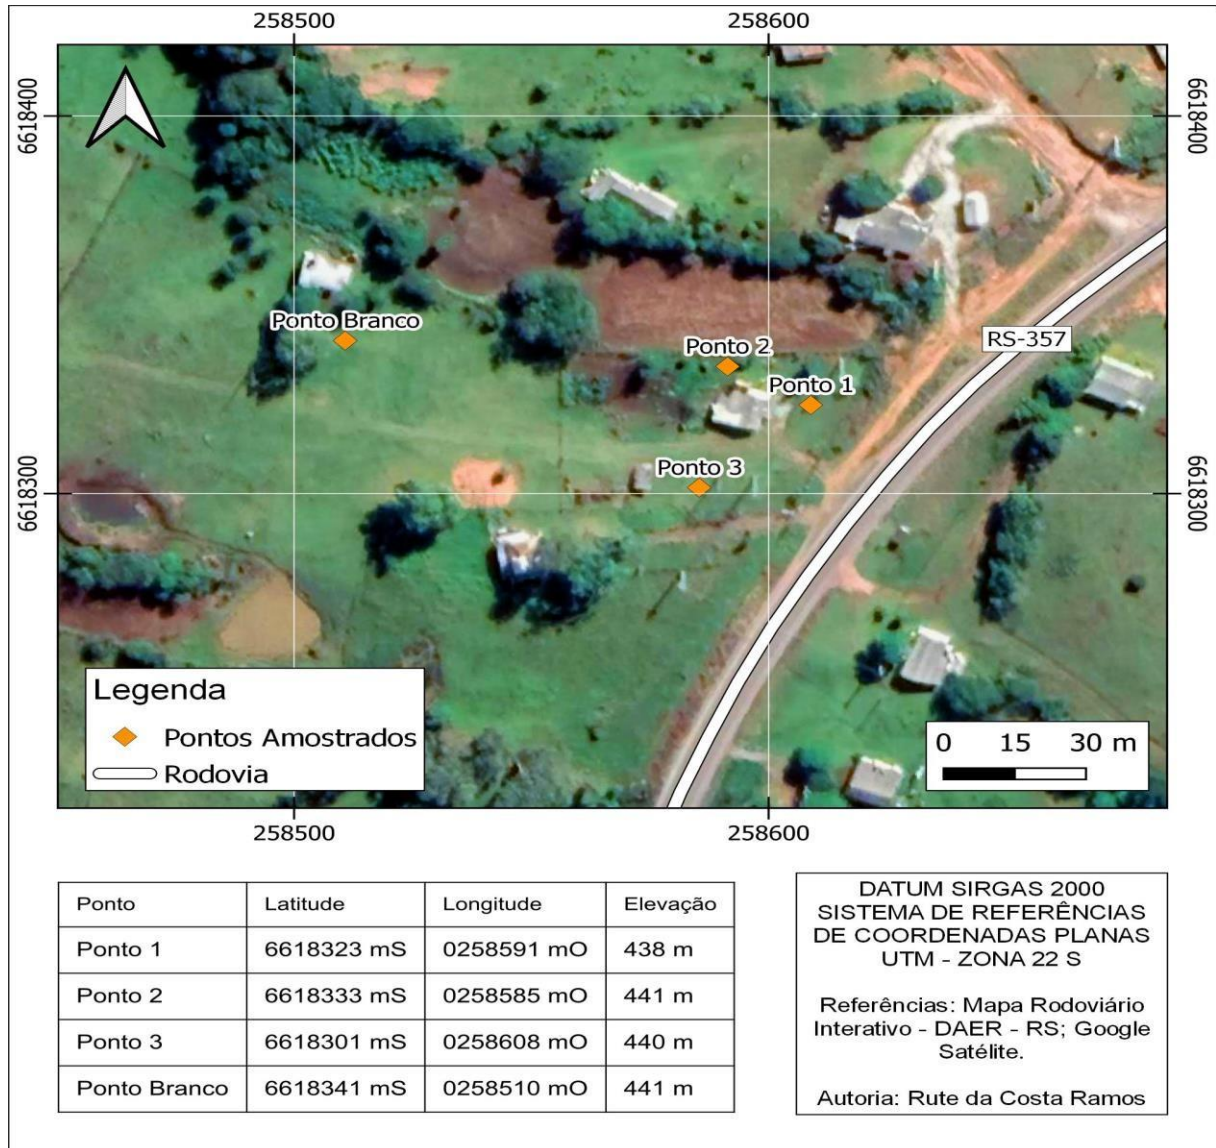 258500
258600
6618400
6618400
Ponto Branco
Ponto 2
RS-357
Ponto 1
Ponto 3
6618300
6618300
Legenda
Pontos Amostrados
Rodovia
0 15 30 m
258500
258600
Ponto Latitude Longitude Elevação
Ponto 1 6618323 mS 0258591 mO 438 m
Ponto 2 6618333 mS 0258585 mO 441 m
Ponto 3 6618301 mS 0258608 mO 440 m
Ponto Branco 6618341 mS 0258510 mO 441 m
DATUM SIRGAS 2000
SISTEMA DE REFERÊNCIAS
DE COORDENADAS PLANAS
UTM - ZONA 22 S
Referências: Mapa Rodoviário
Interativo - DAER - RS; Google
Satélite.
Autoria: Rute da Costa Ramos